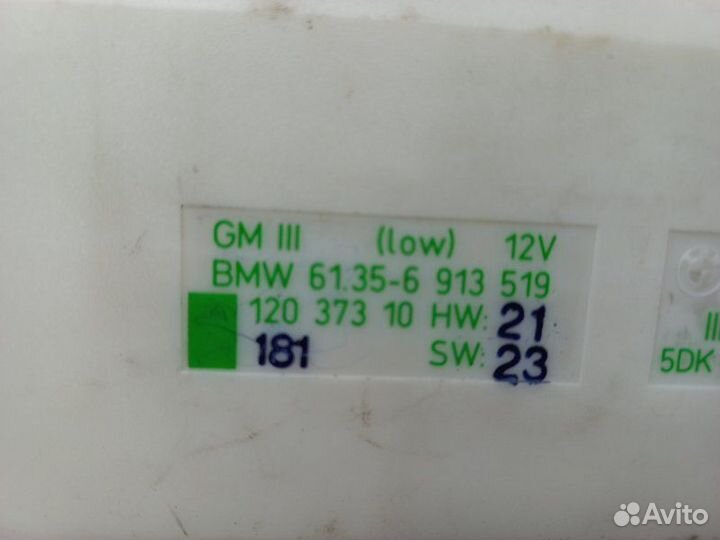 GM III (low) 12V
BMW 61.35-6 913 519
120 373 10 HW: 21
181 SW: 23
5DK
Avito